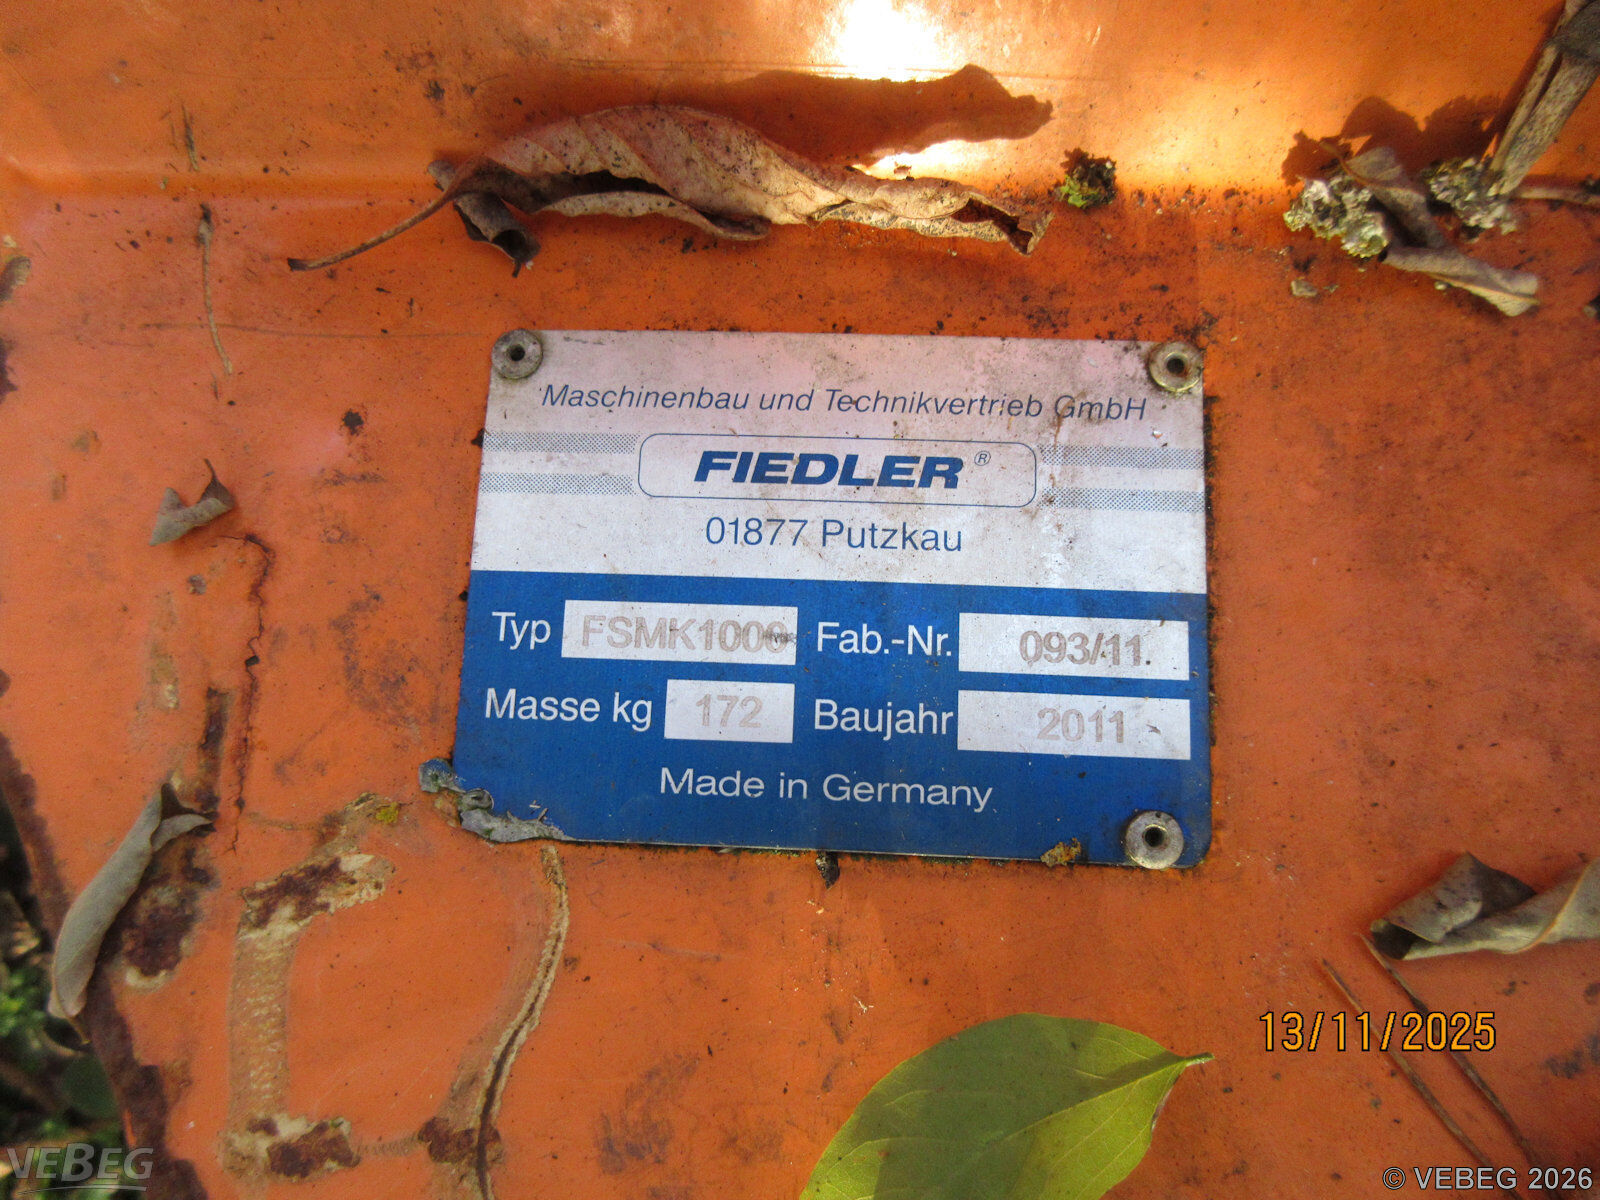 Maschinenbau und Technikvertrieb GmbH
FIEDLER®
01877 Putzkau
Typ FSMK1000 Fab.-Nr. 093/11.
Masse kg 172 Baujahr 2011
Made in Germany
13/11/2025
VEBEG
© VEBEG 2026